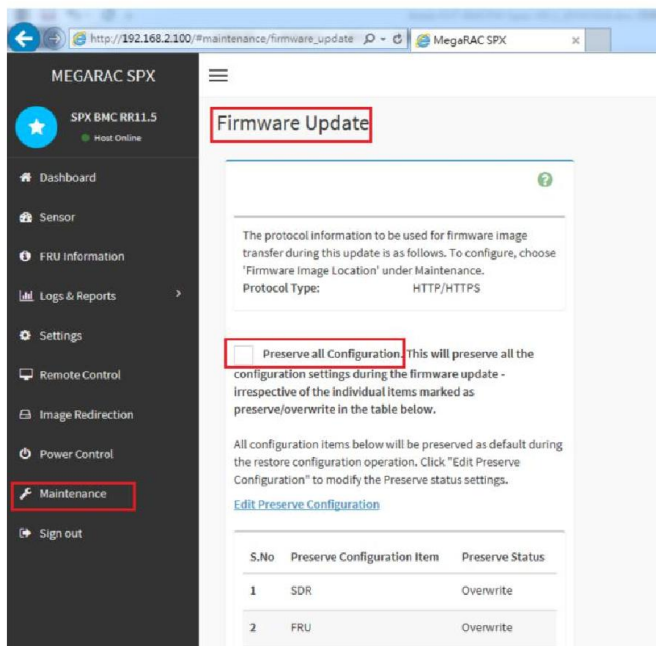 http://192.168.2.100/#maintenance/firmware_update
MegaRAC SPX
MEGARAC SPX
SPX BMC RR11.5
Host Online
Dashboard
Sensor
FRU Information
Logs & Reports
Settings
Remote Control
Image Redirection
Power Control
Maintenance
Sign out
Firmware Update
The protocol information to be used for firmware image
transfer during this update is as follows. To configure, choose
'Firmware Image Location' under Maintenance.
Protocol Type: HTTP/HTTPS
Preserve all Configuration. This will preserve all the
configuration settings during the firmware update -
irrespective of the individual items marked as
preserve/overwrite in the table below.
All configuration items below will be preserved as default during
the restore configuration operation. Click "Edit Preserve
Configuration" to modify the Preserve status settings.
Edit Preserve Configuration
S.No Preserve Configuration Item Preserve Status
1 SDR Overwrite
2 FRU Overwrite